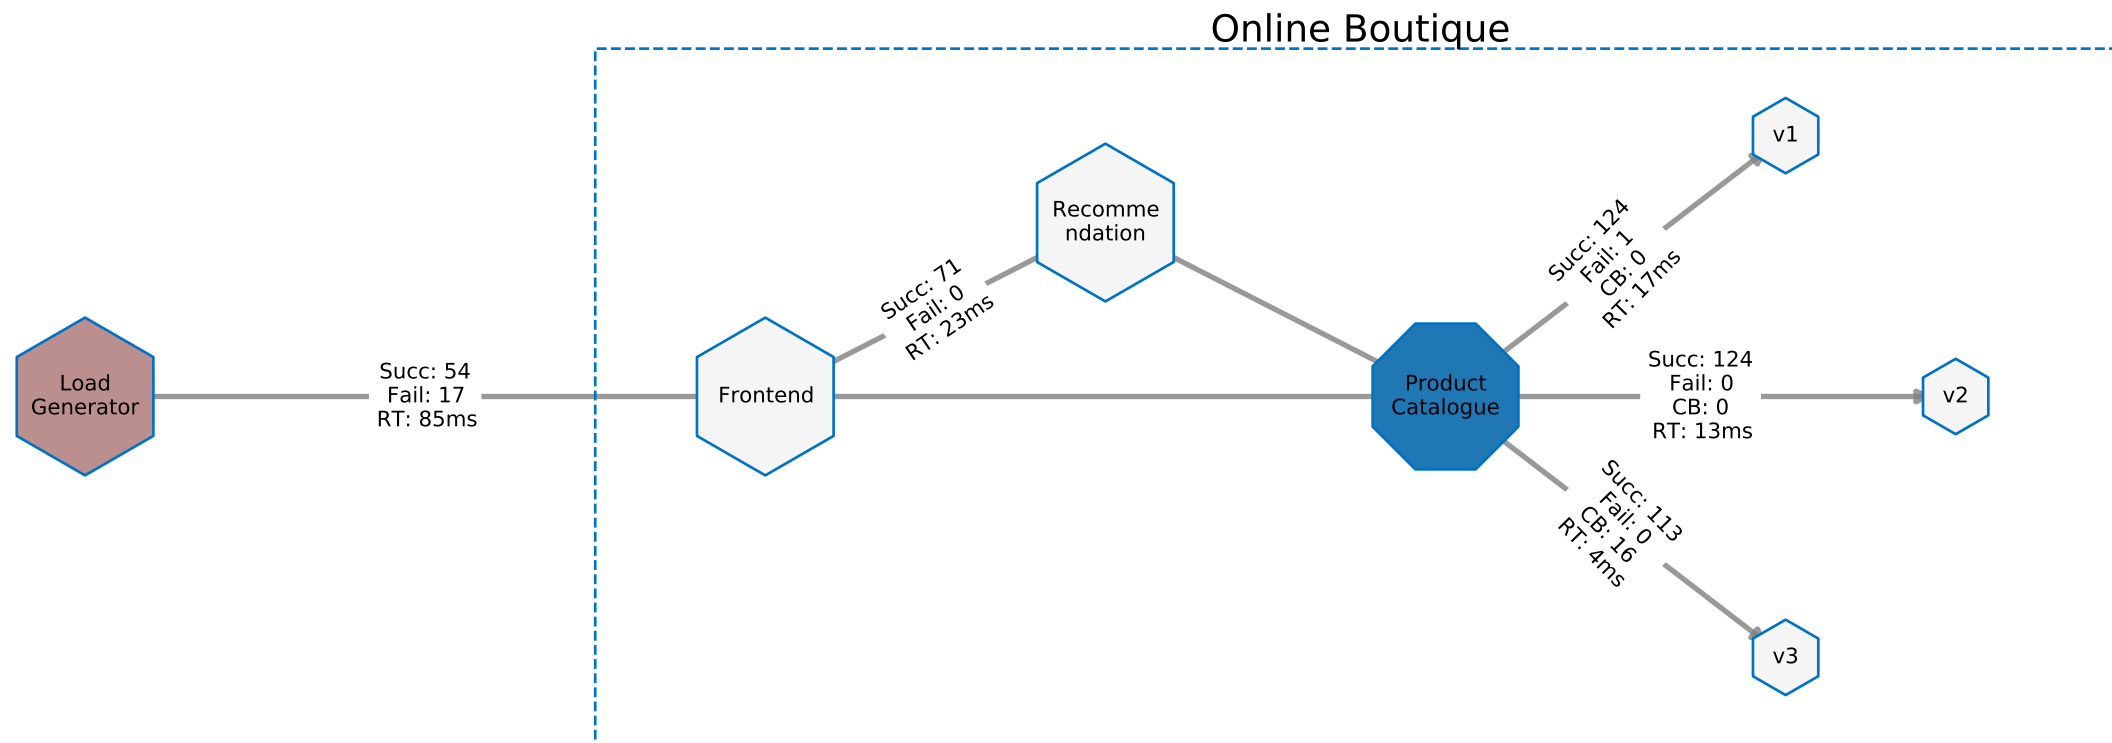 Online Boutique
Load
Generator
Succ: 54
Fail: 17
RT: 85ms
Frontend
Succ: 71
Fail: 0
RT: 23ms
Recomme
ndation
Product
Catalogue
Succ: 124
Fail: 1
CB: 0
RT: 17ms
v1
Succ: 124
Fail: 0
CB: 0
RT: 13ms
v2
Succ: 113
Fail: 0
CB: 16
RT: 4ms
v3